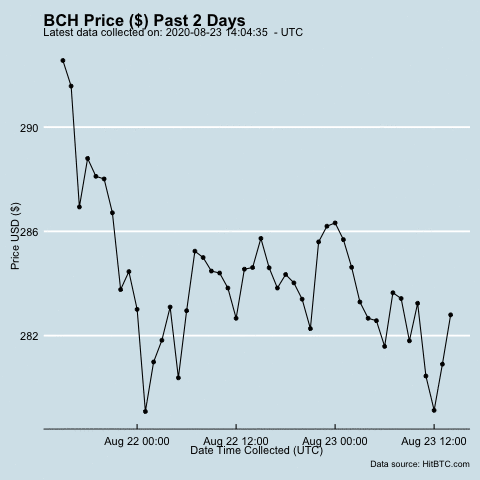 BCH Price ($) Past 2 Days
Latest data collected on: 2020-08-23 14:04:35  - UTC
290
286
282
Price USD ($)
Aug 22 00:00 Aug 22 12:00 Aug 23 00:00 Aug 23 12:00
Date Time Collected (UTC)
Data source: HitBTC.com